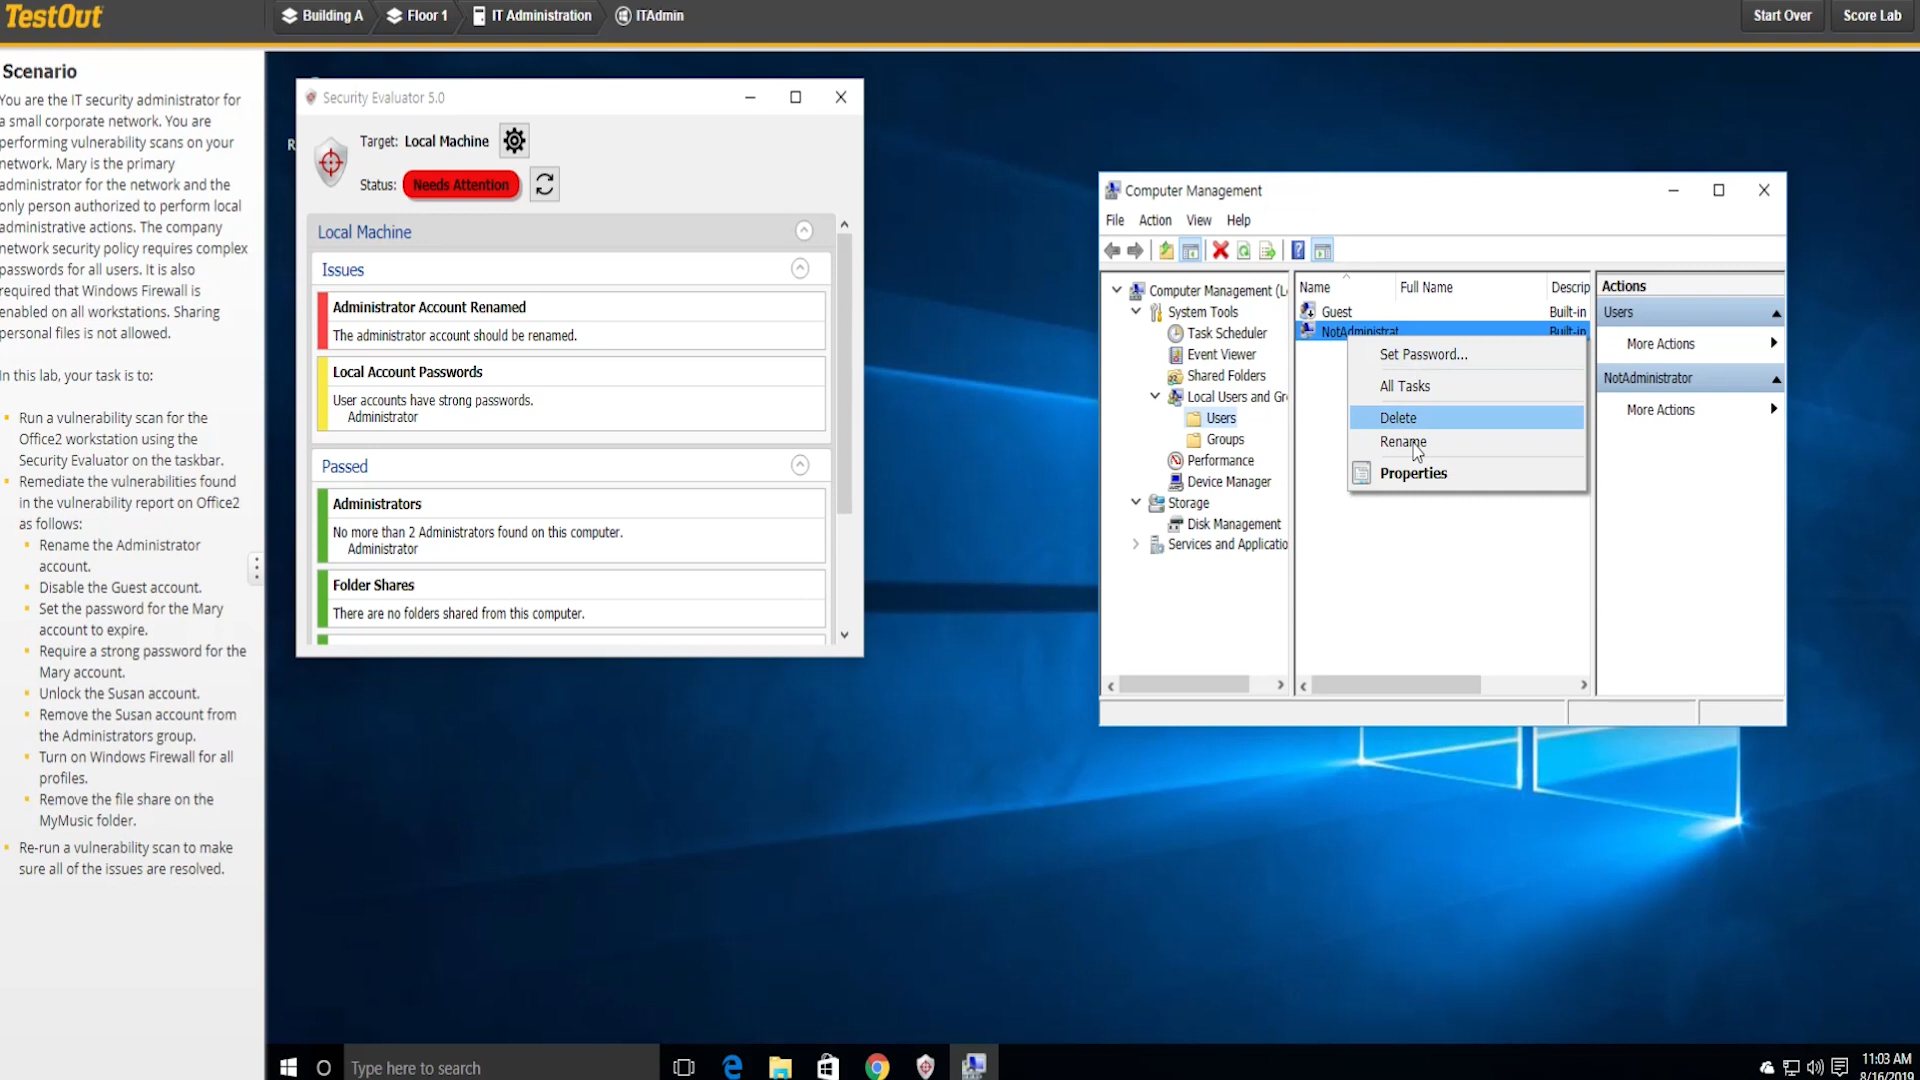 TestOut
Building A
Floor 1
IT Administration
ITAdmin
Start Over
Score Lab
Scenario
You are the IT security administrator for
a small corporate network. You are
performing vulnerability scans on your
network. Mary is the primary
administrator for the network and the
only person authorized to perform local
administrative actions. The company
network security policy requires complex
passwords for all users. It is also
required that Windows Firewall is
enabled on all workstations. Sharing
personal files is not allowed.
In this lab, your task is to:
Run a vulnerability scan for the
Office2 workstation using the
Security Evaluator on the taskbar.
Remediate the vulnerabilities found
in the vulnerability report on Office2
as follows:
Rename the Administrator
account.
Disable the Guest account.
Set the password for the Mary
account to expire.
Require a strong password for the
Mary account.
Unlock the Susan account.
Remove the Susan account from
the Administrators group.
Turn on Windows Firewall for all
profiles.
Remove the file share on the
MyMusic folder.
Re-run a vulnerability scan to make
sure all of the issues are resolved.
R
Security Evaluator 5.0
Target: Local Machine
Status: Needs Attention
Local Machine
Issues
Administrator Account Renamed
The administrator account should be renamed.
Local Account Passwords
User accounts have strong passwords.
Administrator
Passed
Administrators
No more than 2 Administrators found on this computer.
Administrator
Folder Shares
There are no folders shared from this computer.
Computer Management
File Action View Help
Computer Management (L
System Tools
Task Scheduler
Event Viewer
Shared Folders
Local Users and Gr
Users
Groups
Performance
Device Manager
Storage
Disk Management
Services and Applicatio
Name Full Name Descrip
Guest Built-in
NotAdministrat Built-in
Set Password...
All Tasks
Delete
Rename
Properties
Actions
Users
More Actions
NotAdministrator
More Actions
Type here to search
11:03 AM
8/16/2019